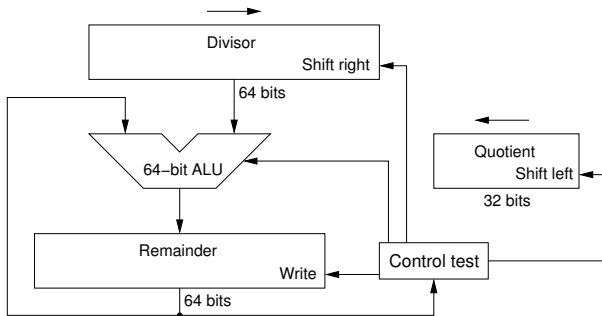 Divisor
Shift right
64 bits
64-bit ALU
Quotient
Shift left
32 bits
Remainder
Write
Control test
64 bits